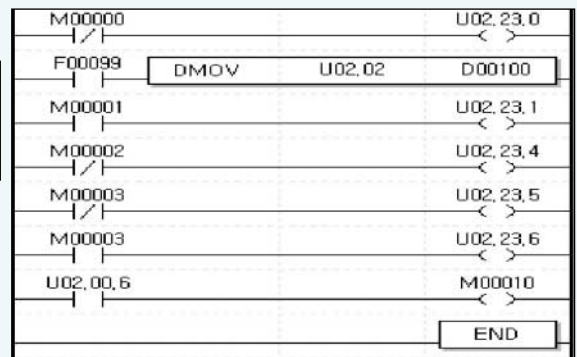 M00000 U02,23,0
F00099 DMOV U02,02 D00100
M00001 U02,23,1
M00002 U02,23,4
M00003 U02,23,5
M00003 U02,23,6
U02,00,6 M00010
END